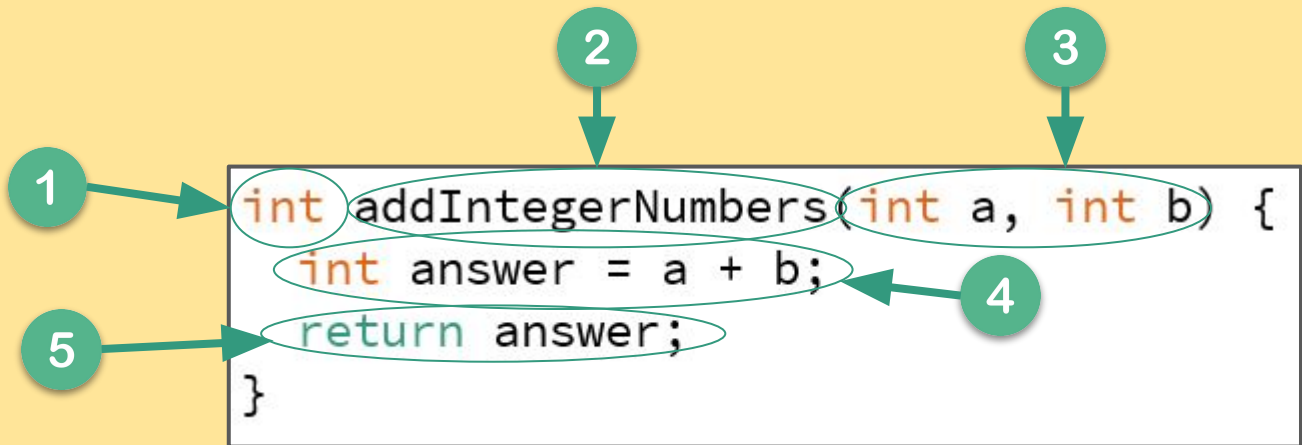 2
3
1
int addIntegerNumbers(int a, int b) {
int answer = a + b;
4
return answer;
5
}